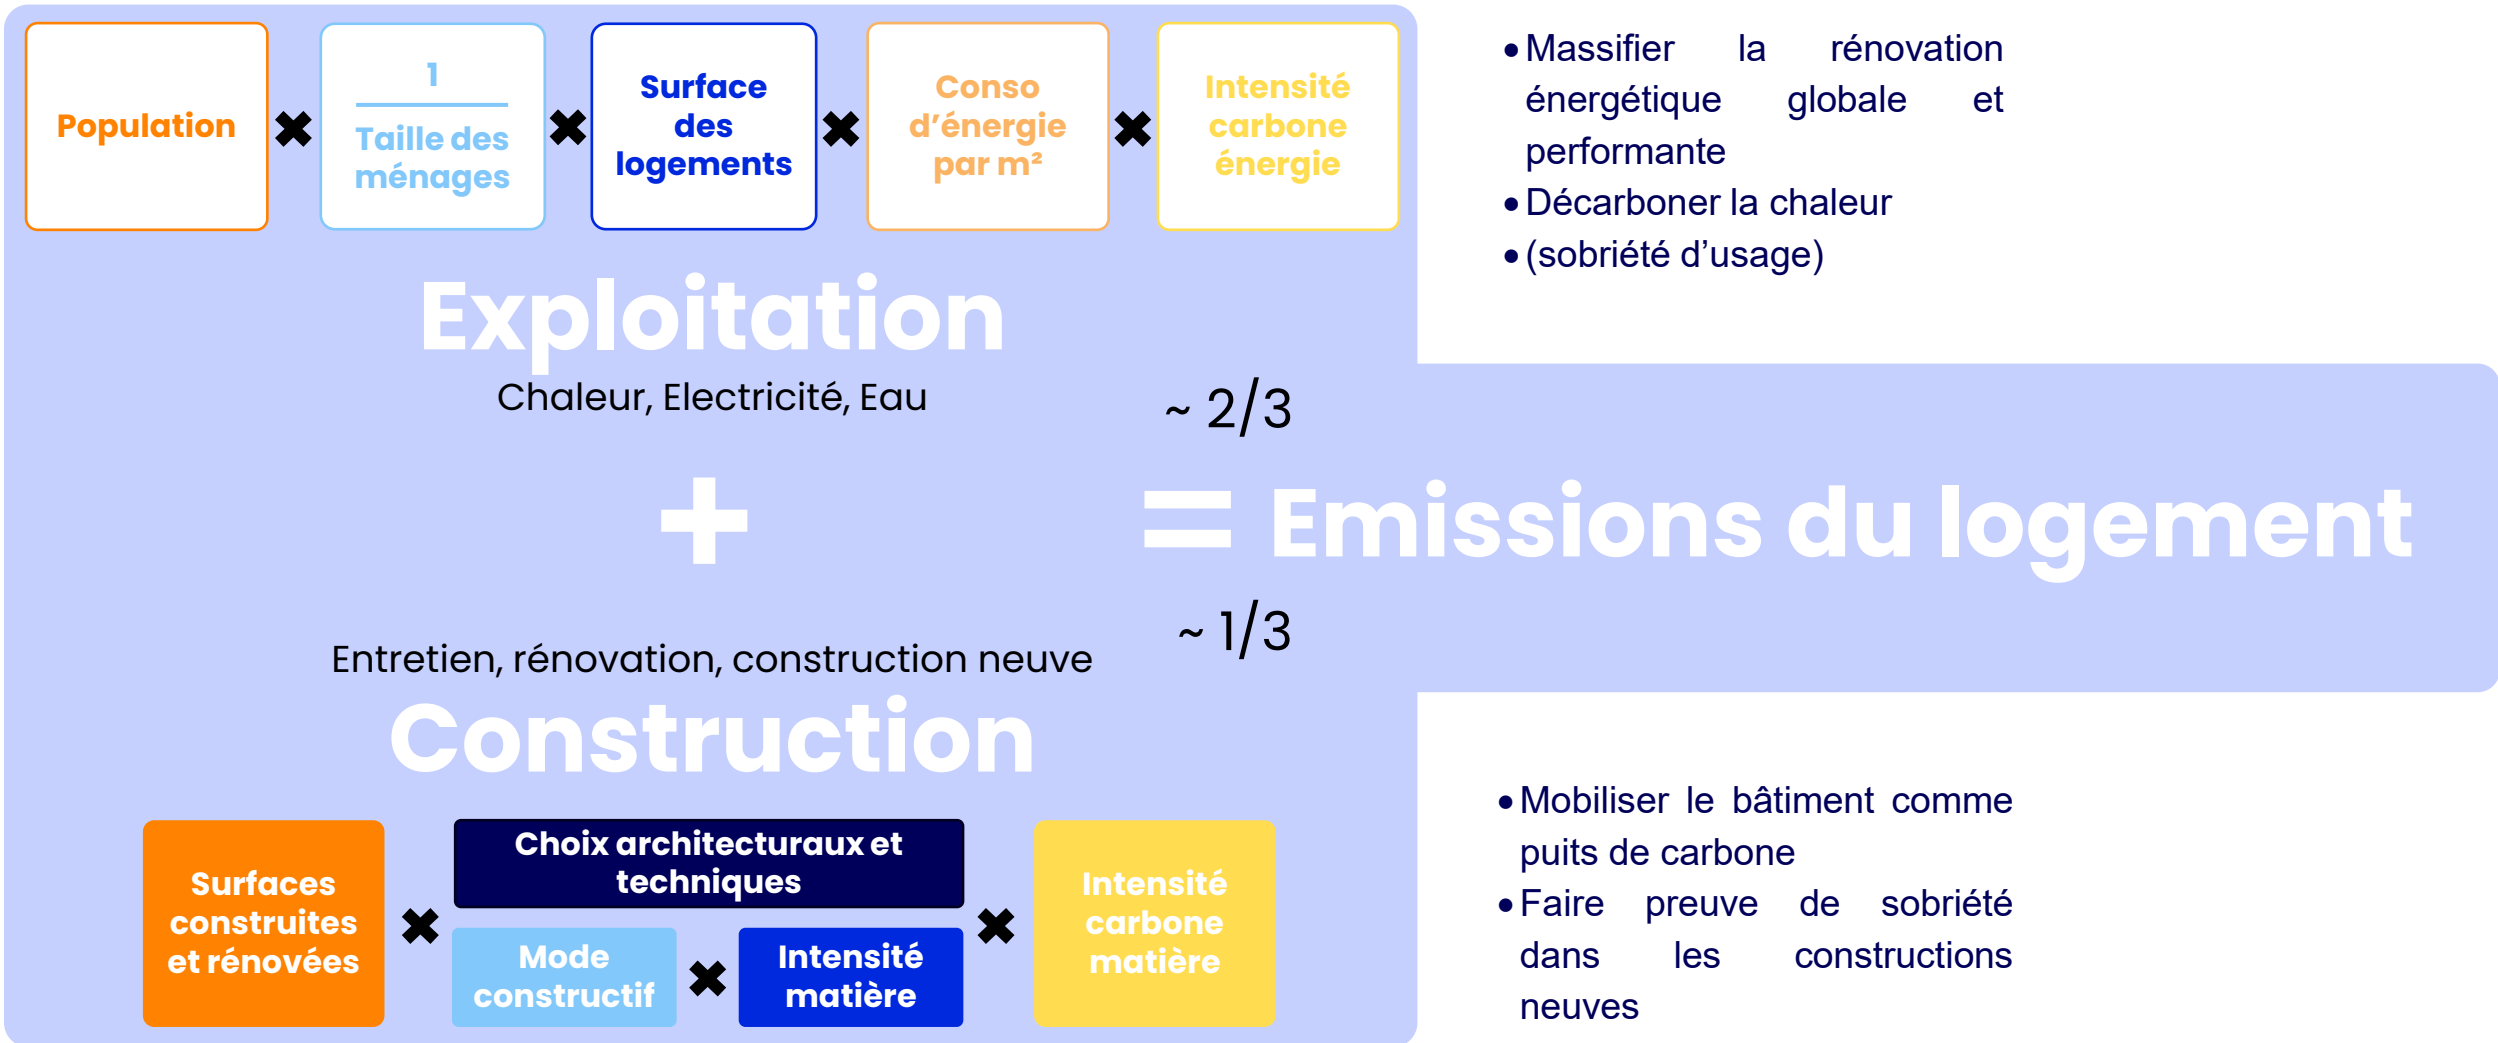 Population
✖
1
Taille des
ménages
✖
Surface
des
logements
✖
Conso
d’énergie
par m²
✖
Intensité
carbone
énergie
• Massifier la rénovation
énergétique globale et
performante
• Décarboner la chaleur
• (sobriété d’usage)
Exploitation
Chaleur, Electricité, Eau
~ 2/3
+
= Emissions du logement
~ 1/3
Entretien, rénovation, construction neuve
Construction
Surfaces
construites
et rénovées
✖
Choix architecturaux et
techniques
Mode
constructif
✖
Intensité
matière
✖
Intensité
carbone
matière
• Mobiliser le bâtiment comme
puits de carbone
• Faire preuve de sobriété
dans les constructions
neuves